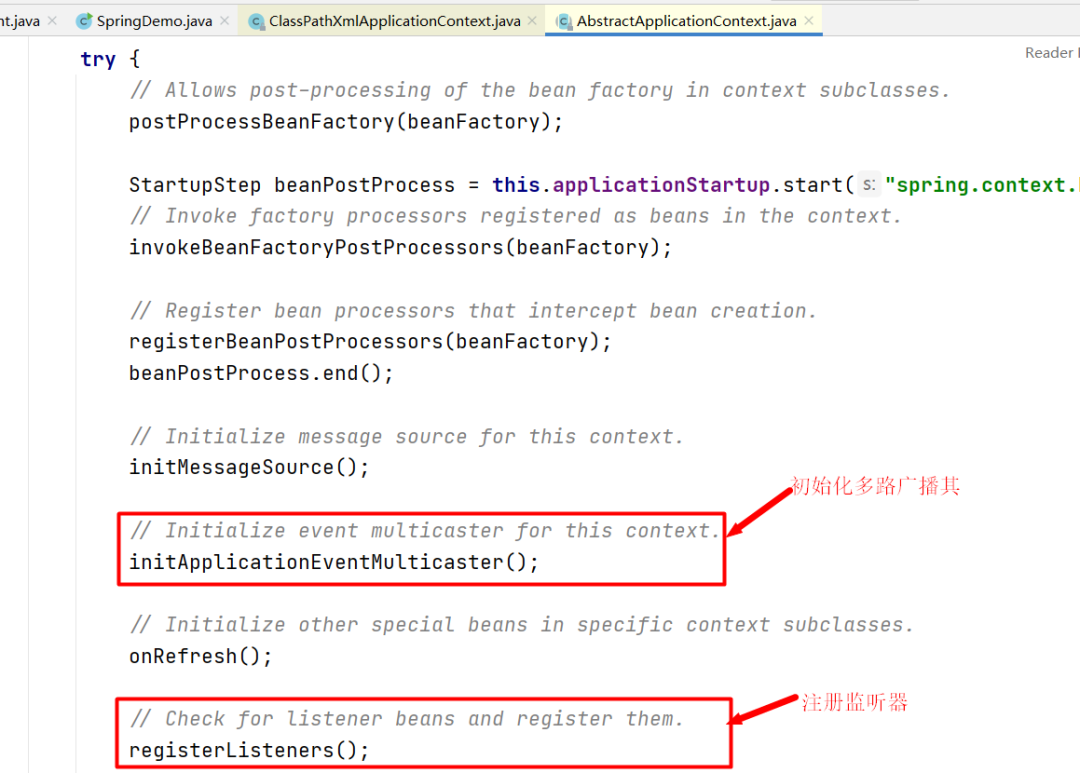 nt.java SpringDemo.java ClassPathXmlApplicationContext.java AbstractApplicationContext.java
try {
Reader
// Allows post-processing of the bean factory in context subclasses.
postProcessBeanFactory(beanFactory);
StartupStep beanPostProcess = this.applicationStartup.start( s: "spring.context.
// Invoke factory processors registered as beans in the context.
invokeBeanFactoryPostProcessors(beanFactory);
// Register bean processors that intercept bean creation.
registerBeanPostProcessors(beanFactory);
beanPostProcess.end();
// Initialize message source for this context.
initMessageSource();
初始化多路广播其
// Initialize event multicaster for this context.
initApplicationEventMulticaster();
// Initialize other special beans in specific context subclasses.
onRefresh();
注册监听器
// Check for listener beans and register them.
registerListeners();